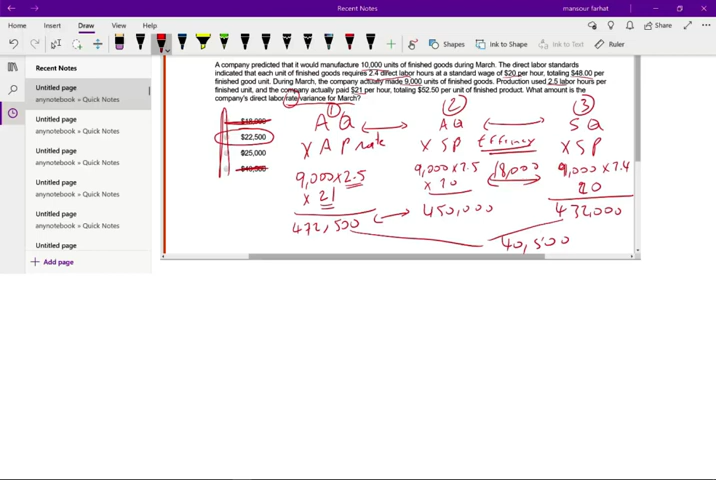 Recent Notes
mansour farhat
Home
Insert
Draw
View
Help
Share
Shapes
Ink to Shape
Ink to Text
Ruler
Recent Notes
Untitled page
anynotebook » Quick Notes
Untitled page
anynotebook » Quick Notes
Untitled page
anynotebook » Quick Notes
Untitled page
anynotebook » Quick Notes
Untitled page
anynotebook » Quick Notes
Untitled page
Add page
A company predicted that it would manufacture 10,000 units of finished goods during March. The direct labor standards
indicated that each unit of finished goods requires 2.4 direct labor hours at a standard wage of $20 per hour, totaling $48.00 per
finished good unit. During March, the company actually made 9,000 units of finished goods. Production used 2.5 labor hours per
finished unit, and the company actually paid $21 per hour, totaling $52.50 per unit of finished product. What amount is the
company's direct labor rate variance for March?
$18,000
$22,500
$25,000
$40,500
1 2 3
AQ AQ SQ
X AP rate X SP Efficiency X SP
9,000 x 2.5 9,000 x 2.5 18,000 9,000 x 2.4
x 21 x 20 20
472,500 450,000 432,000
40,500